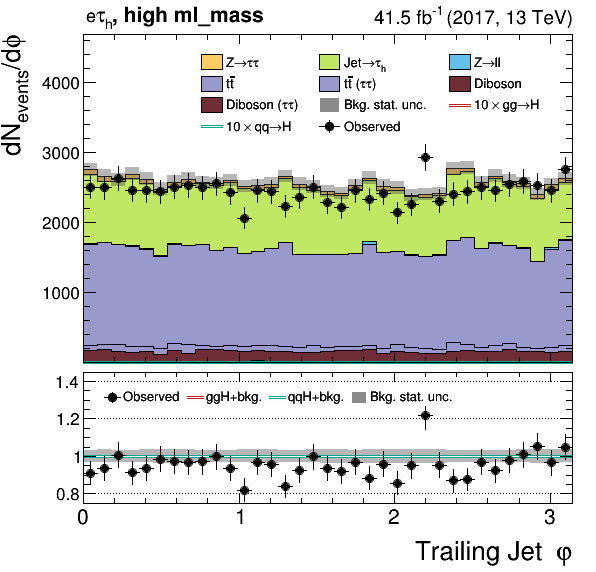 eτh, high ml_mass
41.5 fb⁻¹ (2017, 13 TeV)
dNevents/dφ
Z→ττ
Jet→τh
Z→ll
tt̄
tt̄ (ττ)
Diboson
Diboson (ττ)
Bkg. stat. unc.
10 × gg→H
10 × qq→H
Observed
4000
3000
2000
1000
Observed
ggH+bkg.
qqH+bkg.
Bkg. stat. unc.
1.4
1.2
1
0.8
0
1
2
3
Trailing Jet φ